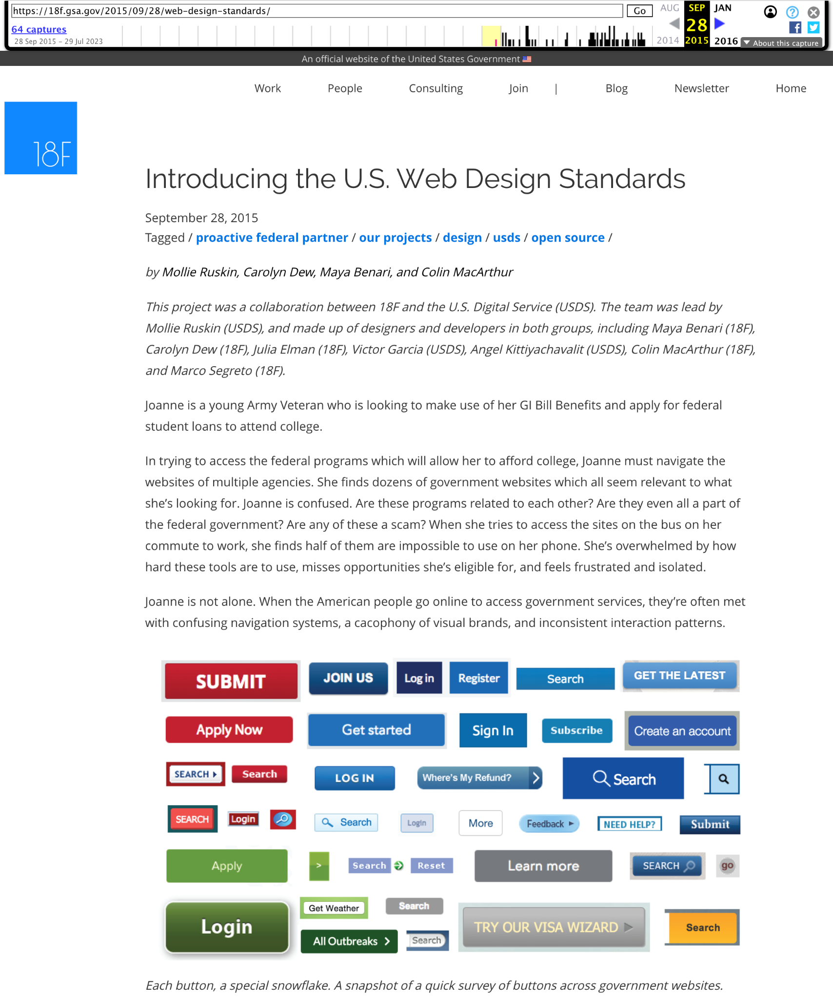 https://18f.gsa.gov/2015/09/28/web-design-standards/
Go
AUG SEP JAN
28
2014 2015 2016
64 captures
28 Sep 2015 – 29 Jul 2023
About this capture
An official website of the United States Government
Work People Consulting Join | Blog Newsletter Home
18F
Introducing the U.S. Web Design Standards
September 28, 2015
Tagged / proactive federal partner / our projects / design / usds / open source /
by Mollie Ruskin, Carolyn Dew, Maya Benari, and Colin MacArthur
This project was a collaboration between 18F and the U.S. Digital Service (USDS). The team was lead by
Mollie Ruskin (USDS), and made up of designers and developers in both groups, including Maya Benari (18F),
Carolyn Dew (18F), Julia Elman (18F), Victor Garcia (USDS), Angel Kittiyachavalit (USDS), Colin MacArthur (18F),
and Marco Segreto (18F).
Joanne is a young Army Veteran who is looking to make use of her GI Bill Benefits and apply for federal
student loans to attend college.
In trying to access the federal programs which will allow her to afford college, Joanne must navigate the
websites of multiple agencies. She finds dozens of government websites which all seem relevant to what
she’s looking for. Joanne is confused. Are these programs related to each other? Are they even all a part of
the federal government? Are any of these a scam? When she tries to access the sites on the bus on her
commute to work, she finds half of them are impossible to use on her phone. She’s overwhelmed by how
hard these tools are to use, misses opportunities she’s eligible for, and feels frustrated and isolated.
Joanne is not alone. When the American people go online to access government services, they’re often met
with confusing navigation systems, a cacophony of visual brands, and inconsistent interaction patterns.
SUBMIT JOIN US Log in Register Search GET THE LATEST
Apply Now Get started Sign In Subscribe Create an account
SEARCH Search LOG IN Where's My Refund? Search
SEARCH Login Search Login More Feedback NEED HELP? Submit
Apply > Search Reset Learn more SEARCH go
Login Get Weather Search TRY OUR VISA WIZARD Search
All Outbreaks Search
Each button, a special snowflake. A snapshot of a quick survey of buttons across government websites.